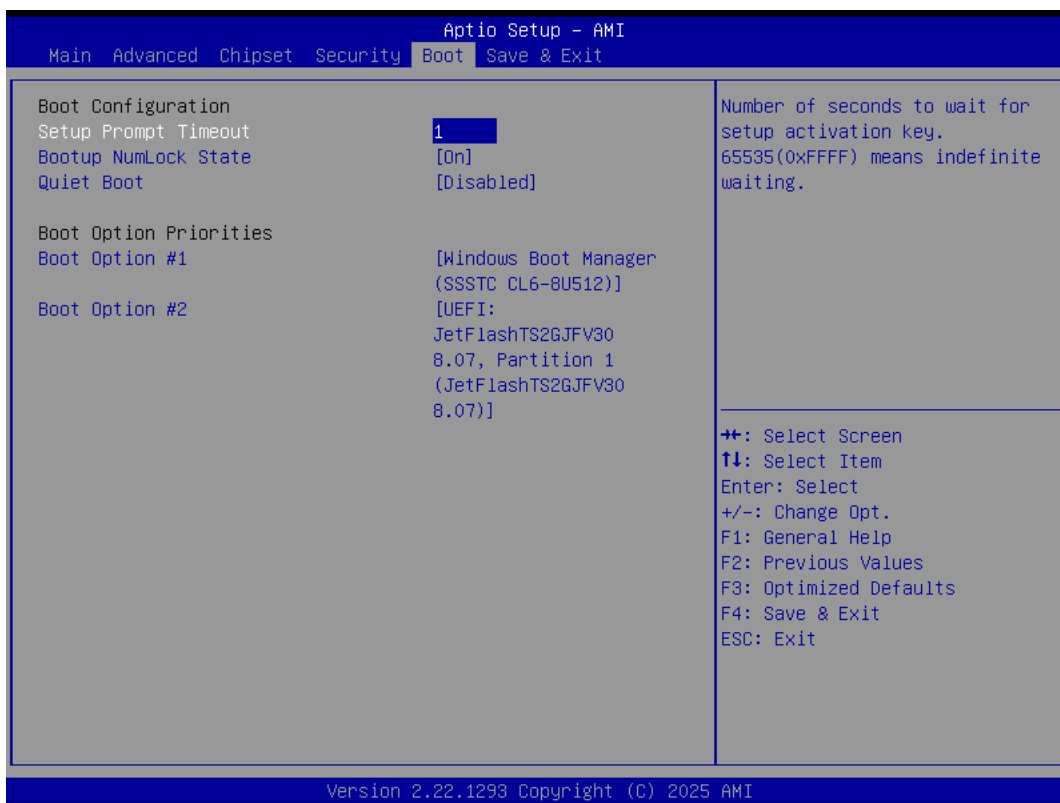 Aptio Setup – AMI
Main Advanced Chipset Security Boot Save & Exit
Boot Configuration
Setup Prompt Timeout 1
Bootup NumLock State [On]
Quiet Boot [Disabled]
Boot Option Priorities
Boot Option #1 [Windows Boot Manager
(SSSTC CL6-8U512)]
Boot Option #2 [UEFI:
JetFlashTS2GJFV30
8.07, Partition 1
(JetFlashTS2GJFV30
8.07)]
Number of seconds to wait for
setup activation key.
65535(0xFFFF) means indefinite
waiting.
→←: Select Screen
↑↓: Select Item
Enter: Select
+/-: Change Opt.
F1: General Help
F2: Previous Values
F3: Optimized Defaults
F4: Save & Exit
ESC: Exit
Version 2.22.1293 Copyright (C) 2025 AMI